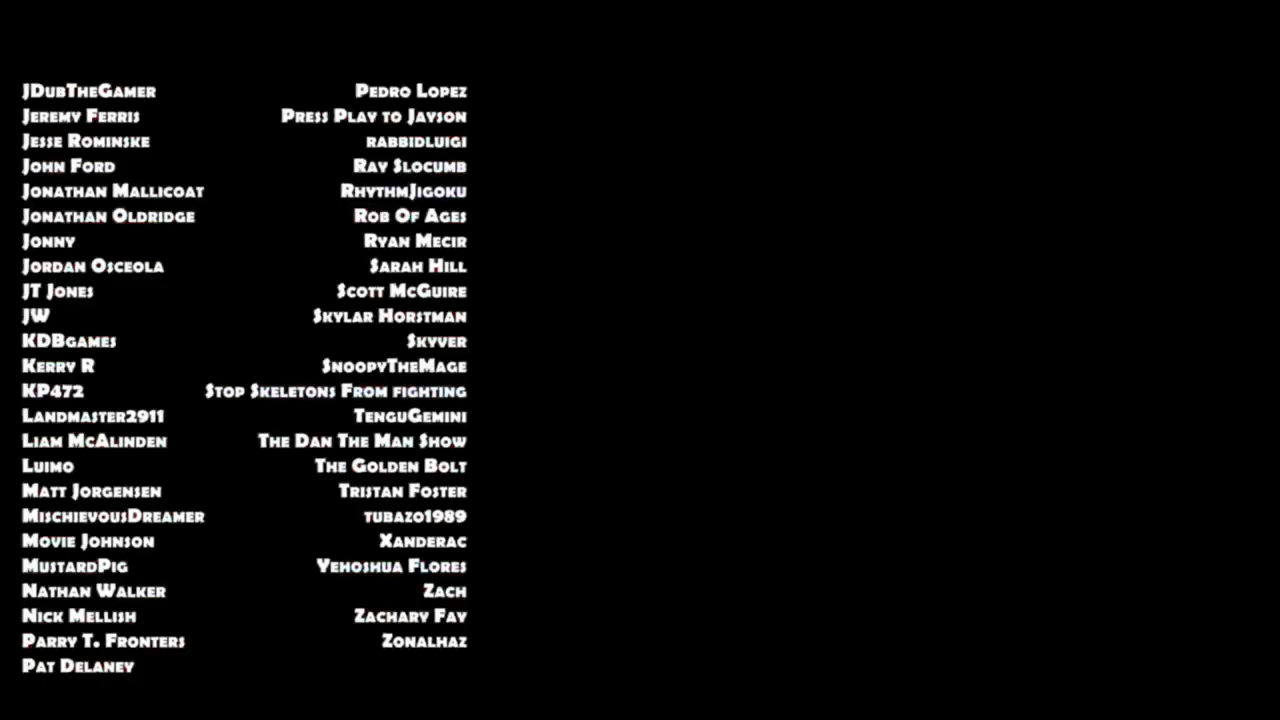 JDubTheGamer
Jeremy Ferris
Jesse Rominske
John Ford
Jonathan Mallicoat
Jonathan Oldridge
Jonny
Jordan Osceola
JT Jones
JW
KDBgames
Kerry R
KP472
Landmaster2911
Liam McAlinden
Luimo
Matt Jorgensen
MischievousDreamer
Movie Johnson
MustardPig
Nathan Walker
Nick Mellish
Parry T. Fronters
Pat Delaney
Pedro Lopez
Press Play to Jayson
rabbidluigi
Ray Slocumb
RhythmJigoku
Rob Of Ages
Ryan Mecir
Sarah Hill
Scott McGuire
Skylar Horstman
Skyver
SnoopyTheMage
Stop Skeletons From fighting
TenguGemini
The Dan The Man Show
The Golden Bolt
Tristan Foster
tubazo1989
Xanderac
Yehoshua Flores
Zach
Zachary Fay
Zonalhaz